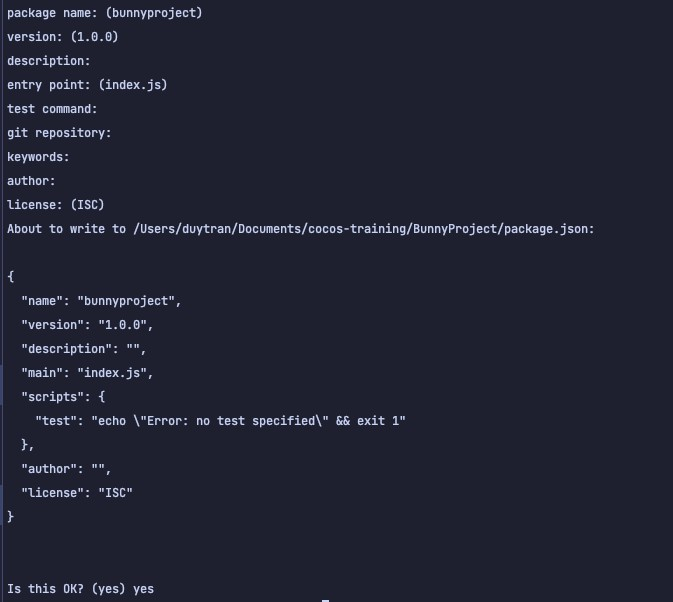 package name: (bunnyproject)
version: (1.0.0)
description:
entry point: (index.js)
test command:
git repository:
keywords:
author:
license: (ISC)
About to write to /Users/duytran/Documents/cocos-training/BunnyProject/package.json:
{
  "name": "bunnyproject",
  "version": "1.0.0",
  "description": "",
  "main": "index.js",
  "scripts": {
    "test": "echo \"Error: no test specified\" && exit 1"
  },
  "author": "",
  "license": "ISC"
}
Is this OK? (yes) yes